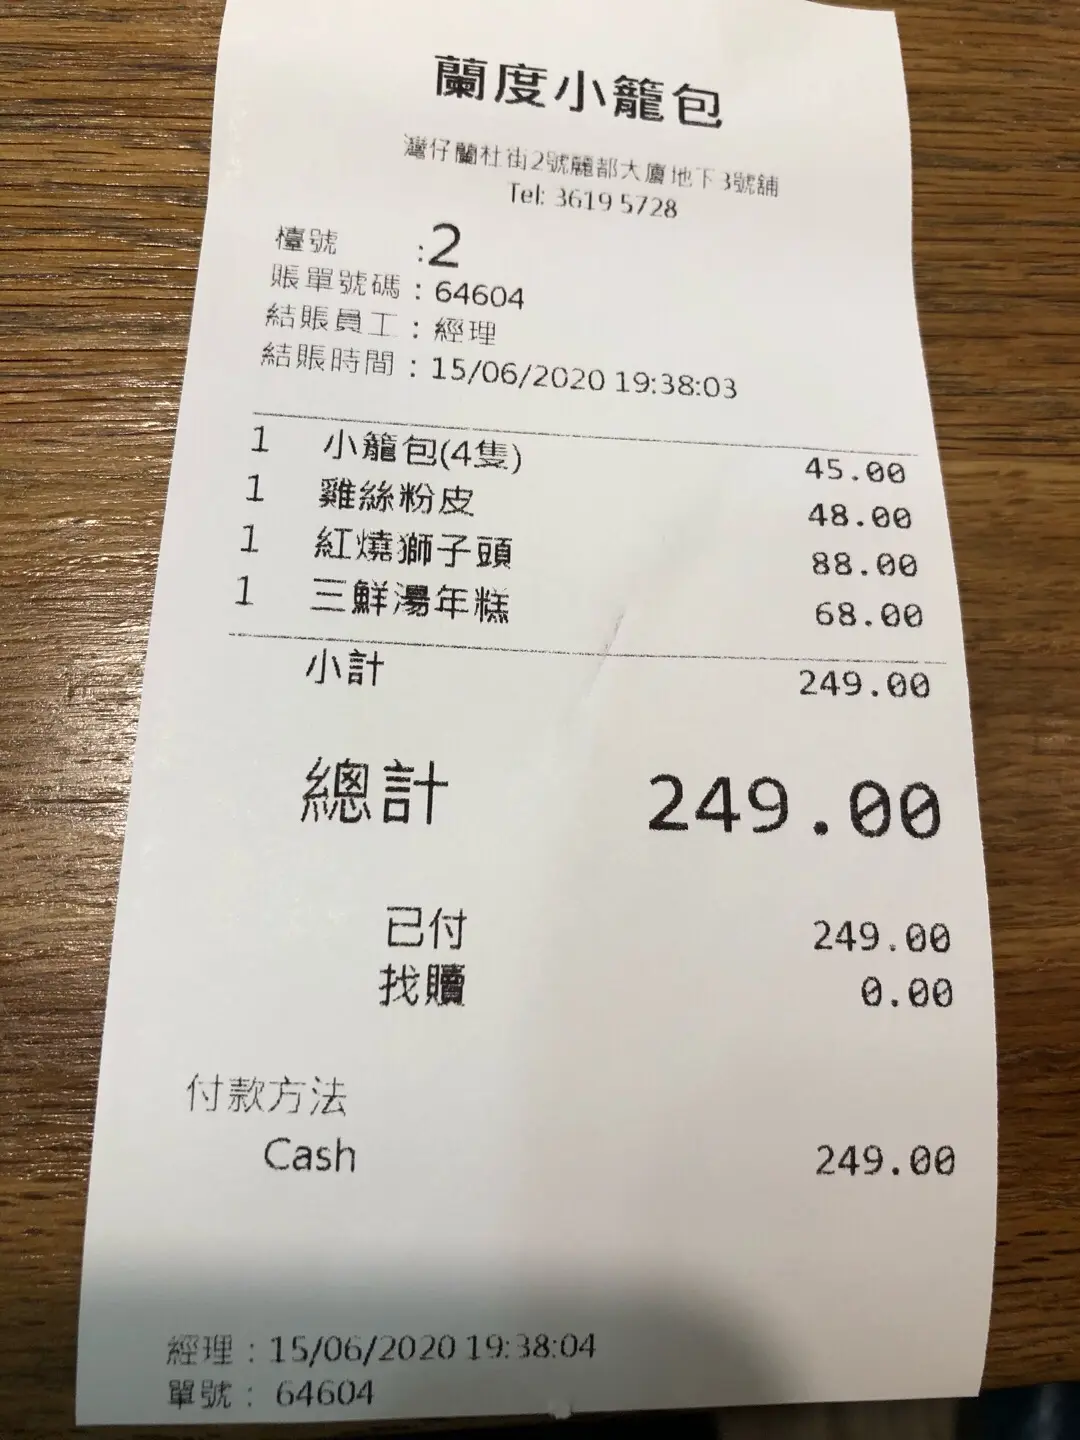 蘭度小籠包
灣仔蘭杜街2號麗都大廈地下3號舖
Tel: 3619 5728
檯號 :2
賬單號碼 : 64604
結賬員工 : 經理
結賬時間 : 15/06/2020 19:38:03
1 小籠包(4隻) 45.00
1 雞絲粉皮 48.00
1 紅燒獅子頭 88.00
1 三鮮湯年糕 68.00
小計 249.00
總計 249.00
已付 249.00
找贖 0.00
付款方法
Cash 249.00
經理 : 15/06/2020 19:38:04
單號 : 64604